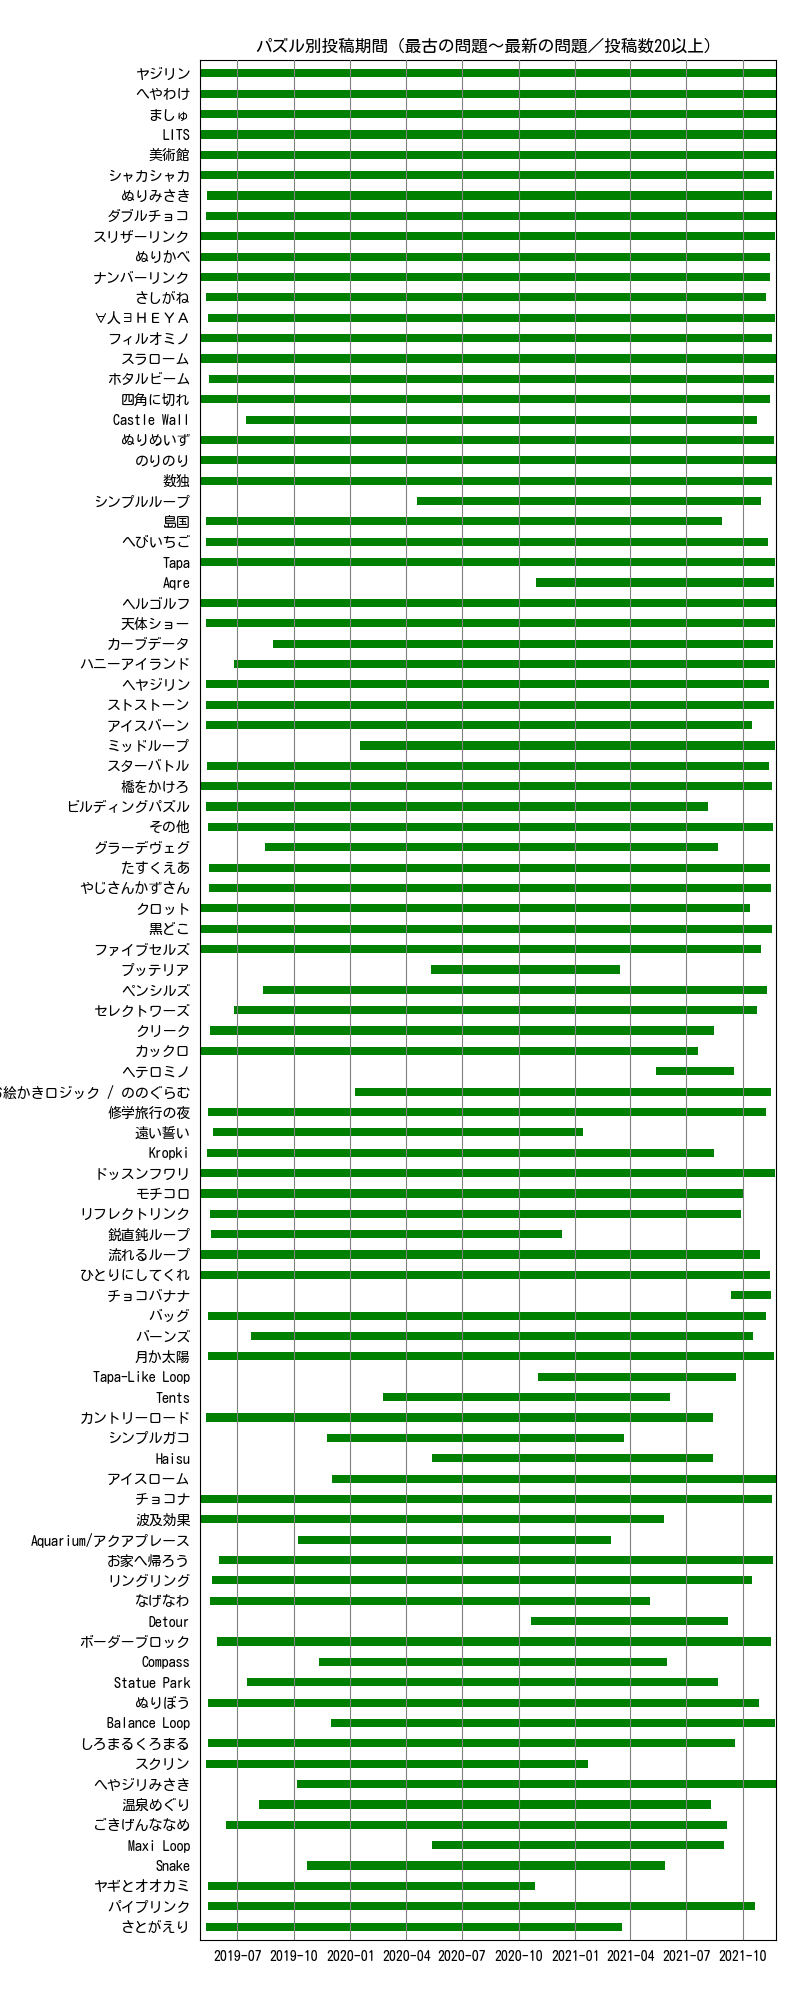 パズル別投稿期間（最古の問題～最新の問題／投稿数20以上）
ヤジリン
へやわけ
ましゅ
LITS
美術館
シャカシャカ
ぬりみさき
ダブルチョコ
スリザーリンク
ぬりかべ
ナンバーリンク
さしがね
∀人∃ＨＥＹＡ
フィルオミノ
スラローム
ホタルビーム
四角に切れ
Castle Wall
ぬりめいず
のりのり
数独
シンプルループ
島国
へびいちご
Tapa
Aqre
ヘルゴルフ
天体ショー
カーブデータ
ハニーアイランド
ヘヤジリン
ストストーン
アイスバーン
ミッドループ
スターバトル
橋をかけろ
ビルディングパズル
その他
グラーデヴェグ
たすくえあ
やじさんかずさん
クロット
黒どこ
ファイブセルズ
プッテリア
ペンシルズ
セレクトワーズ
クリーク
カックロ
ヘテロミノ
絵かきロジック / ののぐらむ
修学旅行の夜
遠い誓い
Kropki
ドッスンフワリ
モチコロ
リフレクトリンク
鋭直鈍ループ
流れるループ
ひとりにしてくれ
チョコバナナ
バッグ
バーンズ
月か太陽
Tapa-Like Loop
Tents
カントリーロード
シンプルガコ
Haisu
アイスローム
チョコナ
波及効果
Aquarium/アクアプレース
お家へ帰ろう
リングリング
なげなわ
Detour
ボーダーブロック
Compass
Statue Park
ぬりぼう
Balance Loop
しろまるくろまる
スクリン
へやジリみさき
温泉めぐり
ごきげんななめ
Maxi Loop
Snake
ヤギとオオカミ
パイプリンク
さとがえり
2019-07 2019-10 2020-01 2020-04 2020-07 2020-10 2021-01 2021-04 2021-07 2021-10